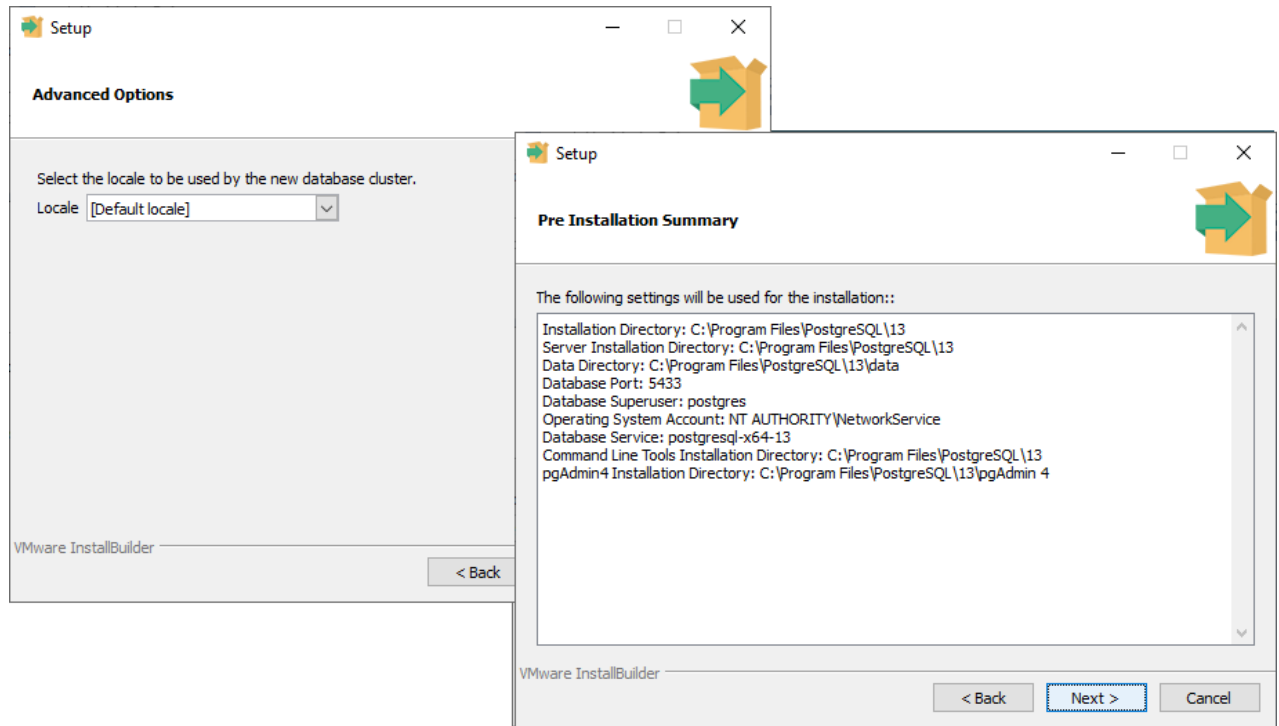 Setup
Advanced Options
Select the locale to be used by the new database cluster.
Locale [Default locale]
VMware InstallBuilder
< Back
Setup
Pre Installation Summary
The following settings will be used for the installation::
Installation Directory: C:\Program Files\PostgreSQL\13
Server Installation Directory: C:\Program Files\PostgreSQL\13
Data Directory: C:\Program Files\PostgreSQL\13\data
Database Port: 5433
Database Superuser: postgres
Operating System Account: NT AUTHORITY\NetworkService
Database Service: postgresql-x64-13
Command Line Tools Installation Directory: C:\Program Files\PostgreSQL\13
pgAdmin4 Installation Directory: C:\Program Files\PostgreSQL\13\pgAdmin 4
VMware InstallBuilder
< Back Next > Cancel